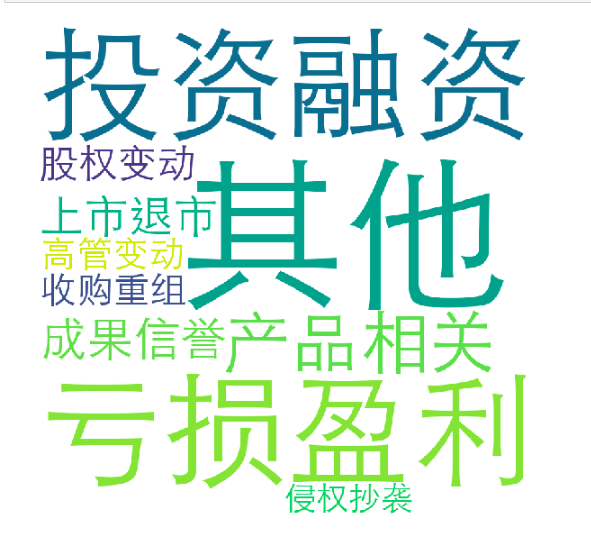 投资融资
股权变动
其他
上市退市
高管变动
收购重组
成果信誉
产品相关
亏损盈利
侵权抄袭